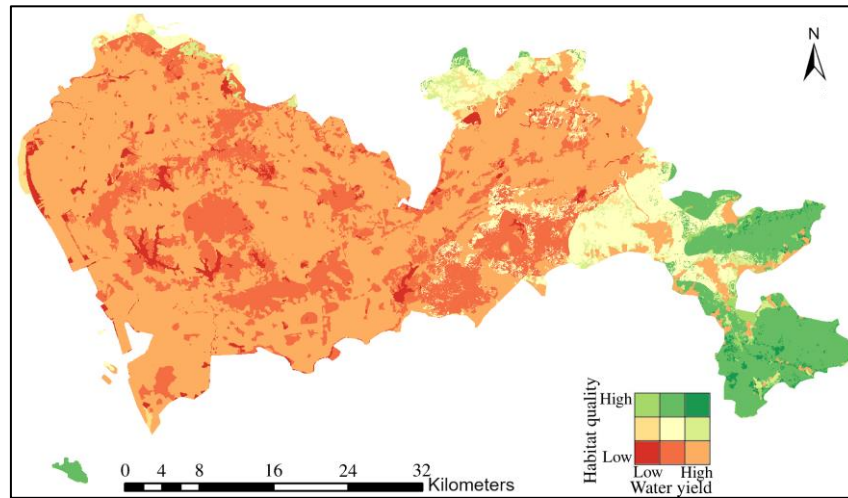 N
High
Habitat quality
Low
Low High
Water yield
0 4 8 16 24 32
Kilometers